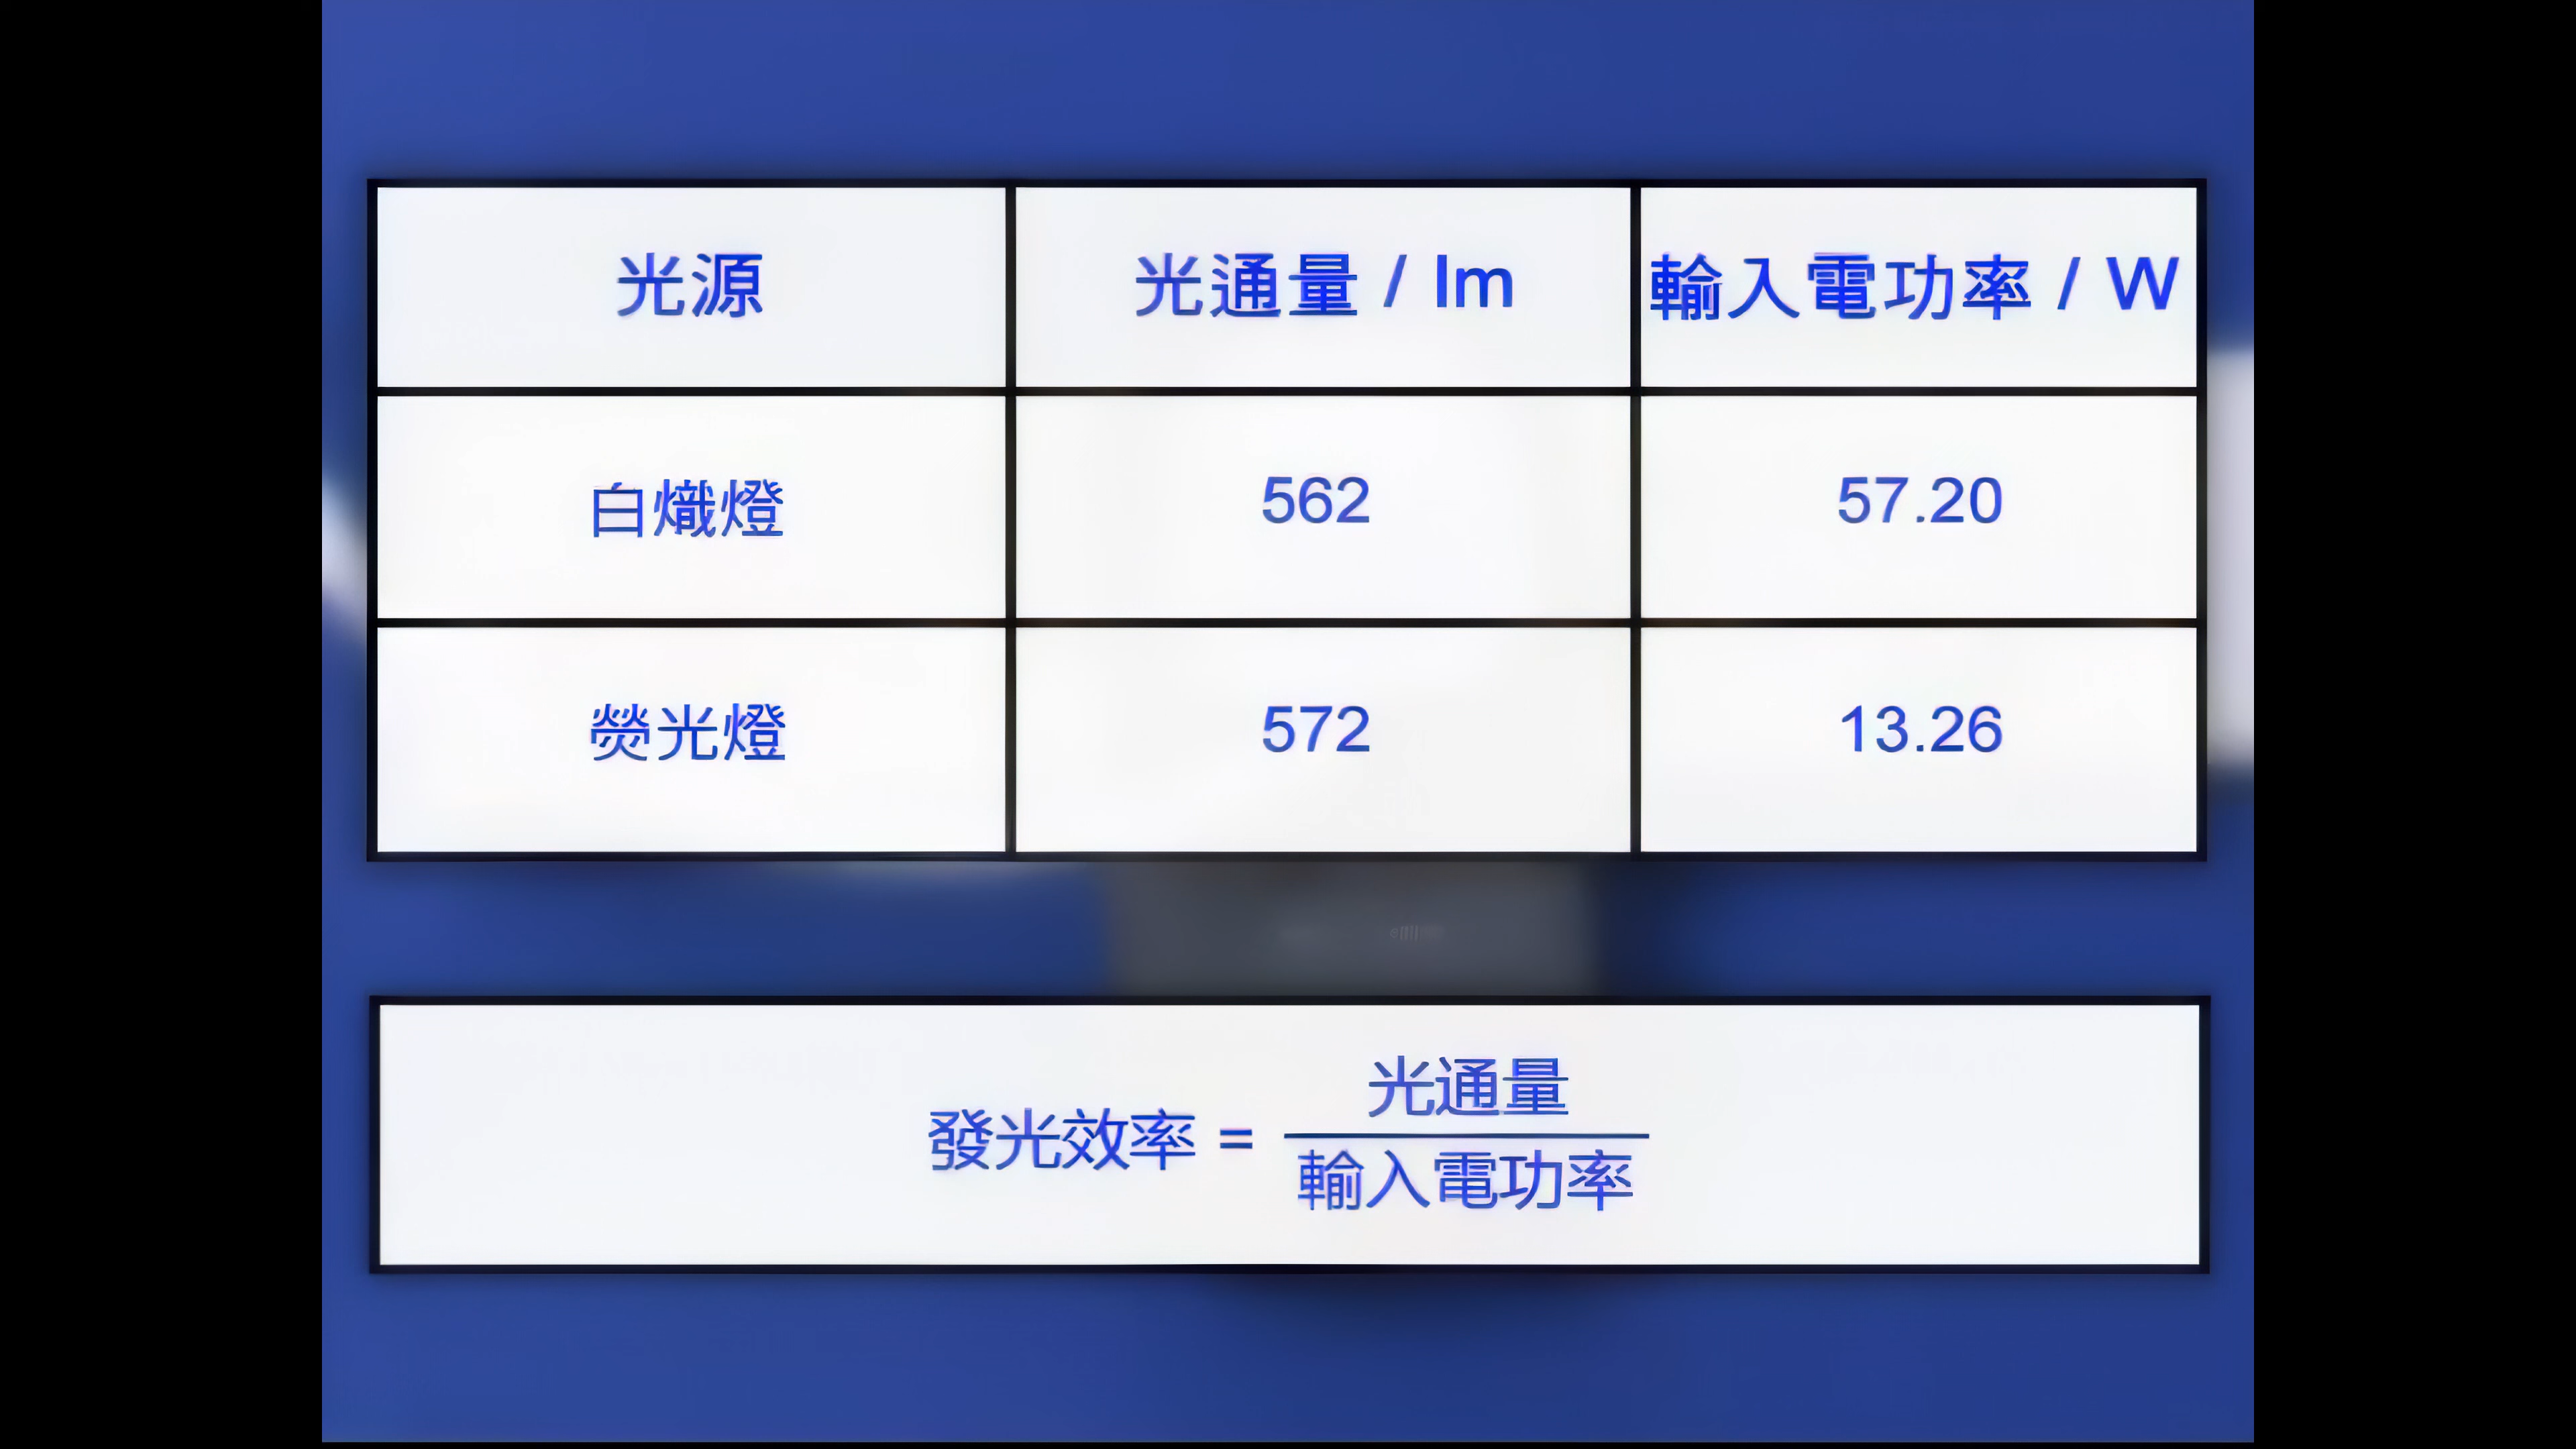 光源 光通量 / lm 輸入電功率 / W
白熾燈 562 57.20
熒光燈 572 13.26
發光效率 = 光通量
輸入電功率